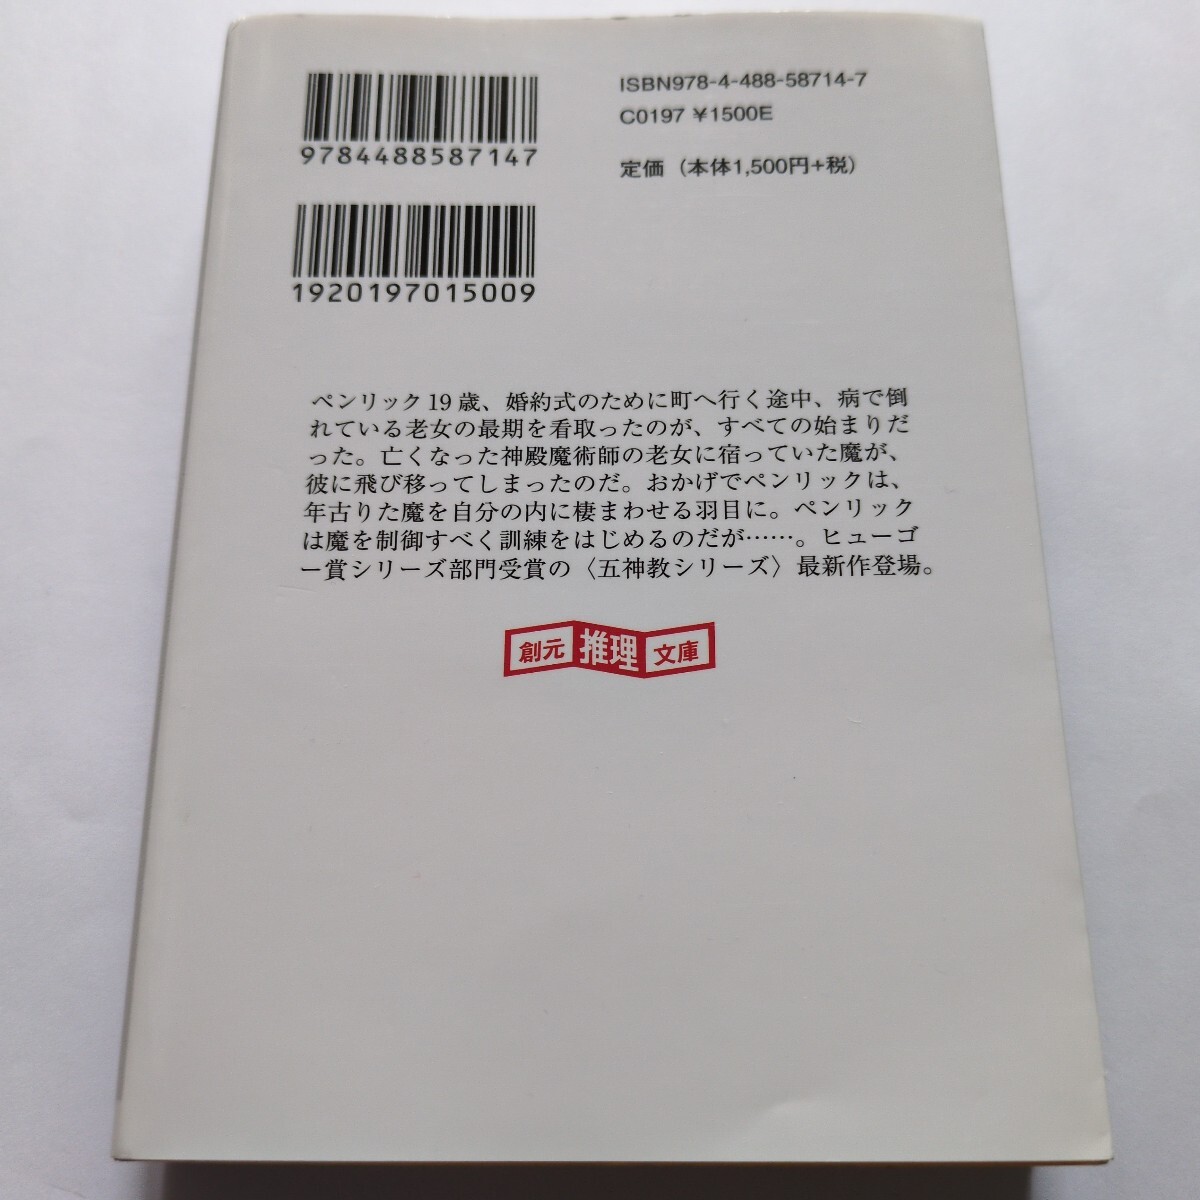 ISBN978-4-488-58714-7
C0197 ¥1500E
定価（本体1,500円+税）
9784488587147
1920197015009
ペンリック19歳、婚約式のために町へ行く途中、病で倒
れている老女の最期を看取ったのが、すべての始まりだ
った。亡くなった神殿魔術師の老女に宿っていた魔が、
彼に飛び移ってしまったのだ。おかげでペンリックは、
年古りた魔を自分の内に棲まわせる羽目に。ペンリック
は魔を制御すべく訓練をはじめるのだが……。ヒューゴ
ー賞シリーズ部門受賞の〈五神教シリーズ〉最新作登場。
創元推理文庫